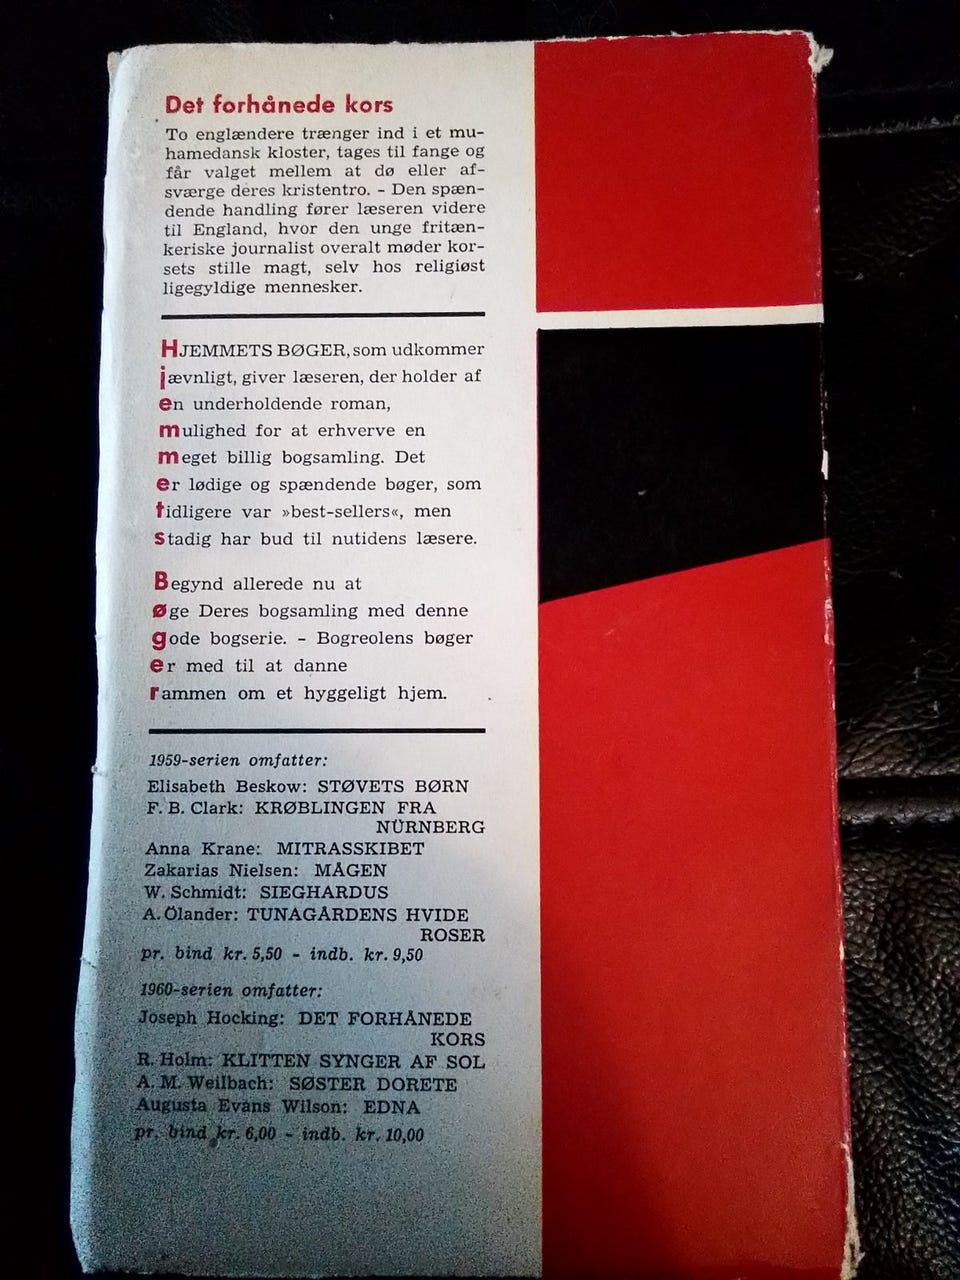 Det forhånede kors
To englændere trænger ind i et mu-
hamedansk kloster, tages til fange og
får valget mellem at dø eller af-
sværge deres kristentro. - Den spæn-
dende handling fører læseren videre
til England, hvor den unge fritæn-
keriske journalist overalt møder kor-
sets stille magt, selv hos religiøst
ligegyldige mennesker.
HJEMMETS BØGER, som udkommer
jævnligt, giver læseren, der holder af
en underholdende roman,
mulighed for at erhverve en
meget billig bogsamling. Det
er lødige og spændende bøger, som
tidligere var »best-sellers«, men
stadig har bud til nutidens læsere.
Begynd allerede nu at
øge Deres bogsamling med denne
gode bogserie. - Bogreolens bøger
er med til at danne
rammen om et hyggeligt hjem.
1959-serien omfatter:
Elisabeth Beskow: STØVETS BØRN
F. B. Clark: KRØBLINGEN FRA
NÜRNBERG
Anna Krane: MITRASSKIBET
Zakarias Nielsen: MÅGEN
W. Schmidt: SIEGHARDUS
A. Ölander: TUNAGÅRDENS HVIDE
ROSER
pr. bind kr. 5,50 - indb. kr. 9,50
1960-serien omfatter:
Joseph Hocking: DET FORHÅNEDE
KORS
R. Holm: KLITTEN SYNGER AF SOL
A. M. Weilbach: SØSTER DORETE
Augusta Evans Wilson: EDNA
pr. bind kr. 6,00 - indb. kr. 10,00